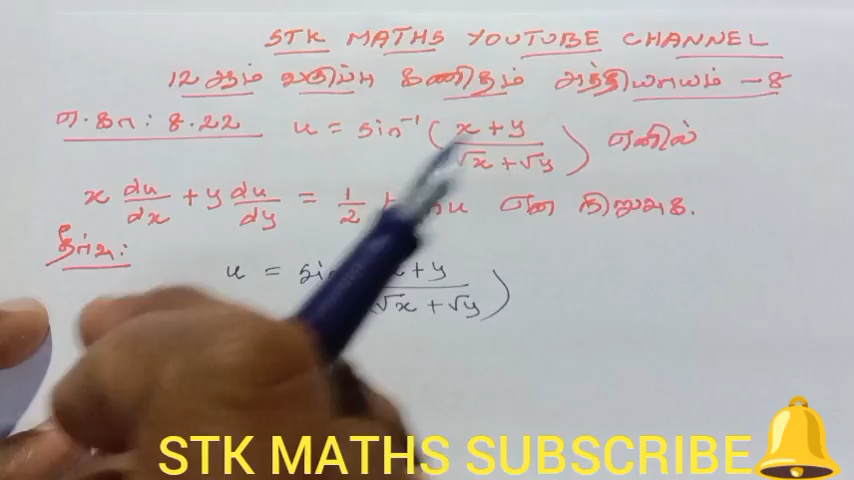 STK MATHS YOUTUBE CHANNEL
12 ஆம் வகுப்பு கணிதம் அத்தியாயம் - 8
எ.கா : 8.22 u = sin⁻¹ ( x + y / √x + √y ) எனில்
x du/dx + y du/dy = 1/2 u என நிறுவுக.
தீர்வு:
u = x + y / √x + √y )
STK MATHS SUBSCRIBE